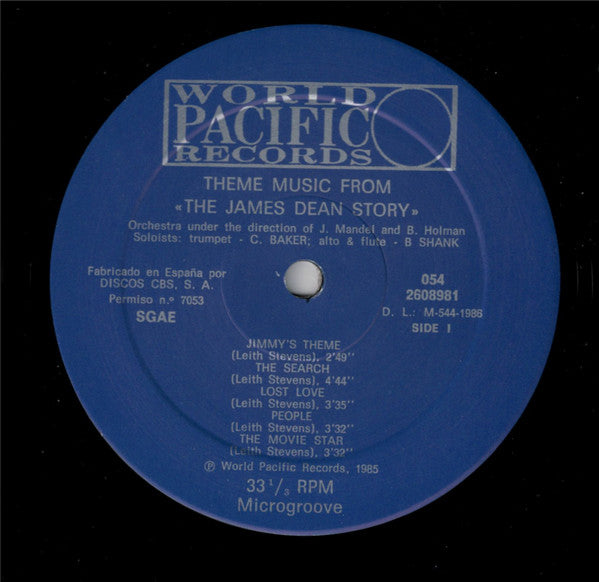 WORLD
PACIFIC
RECORDS
THEME MUSIC FROM
«THE JAMES DEAN STORY»
Orchestra under the direction of J. Mandel and B. Holman
Soloists: trumpet - C. BAKER; alto & flute - B SHANK
Fabricado en España por
DISCOS CBS, S. A.
Permiso n.º 7053
SGAE
054
2608981
D. L.: M-544-1986
SIDE I
JIMMY'S THEME
(Leith Stevens), 2'49''
THE SEARCH
(Leith Stevens), 4'44''
LOST LOVE
(Leith Stevens), 3'35''
PEOPLE
(Leith Stevens), 3'32''
THE MOVIE STAR
(Leith Stevens), 3'32''
Ⓟ World Pacific Records, 1985
33 1/3 RPM
Microgroove